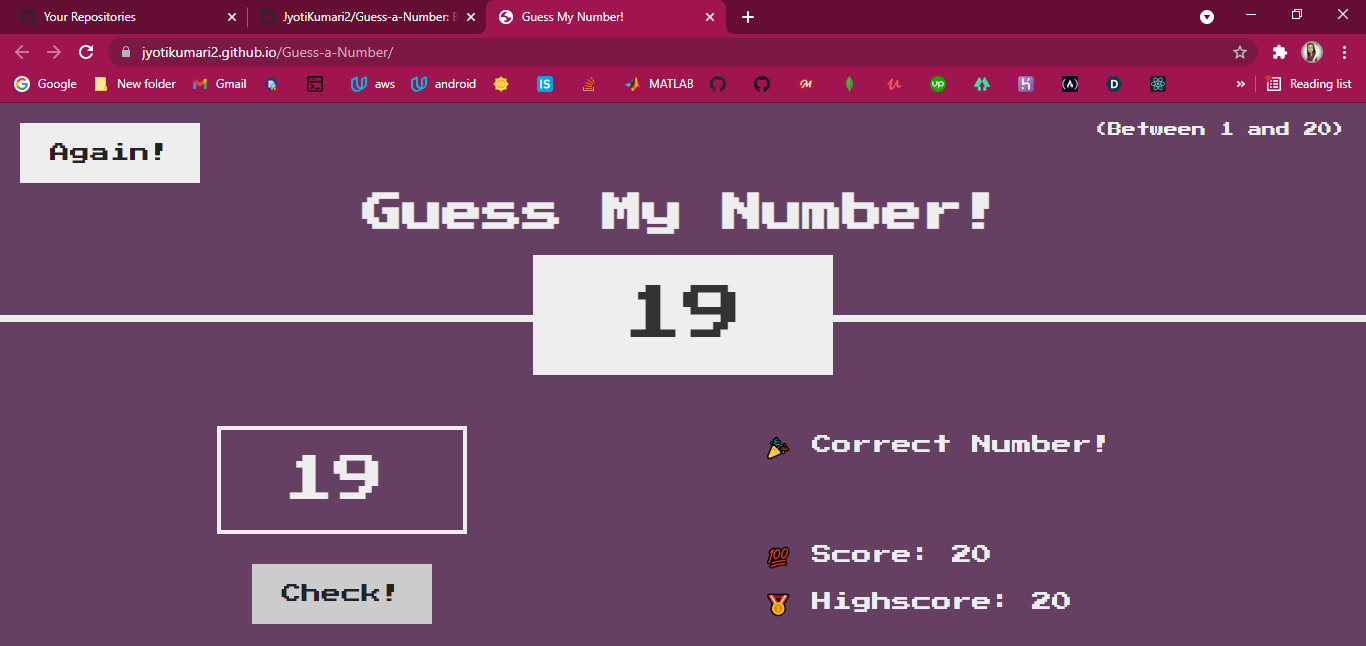 Your Repositories
JyotiKumari2/Guess-a-Number:
Guess My Number!
jyotikumari2.github.io/Guess-a-Number/
Google New folder Gmail aws android IS MATLAB up H (A) D Reading list
Again!
(Between 1 and 20)
Guess My Number!
19
19
🎉 Correct Number!
Check!
💯 Score: 20
🥇 Highscore: 20